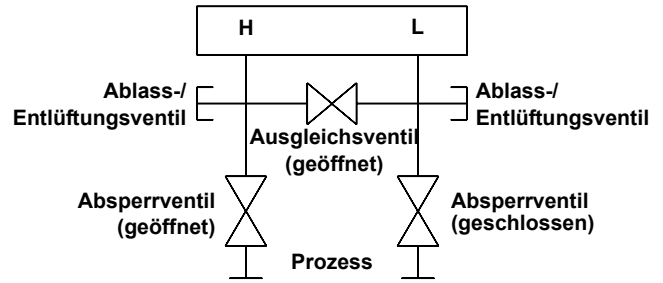 H
L
Ablass-/
Entlüftungsventil
Ablass-/
Entlüftungsventil
Ausgleichsventil
(geöffnet)
Absperrventil
(geöffnet)
Absperrventil
(geschlossen)
Prozess